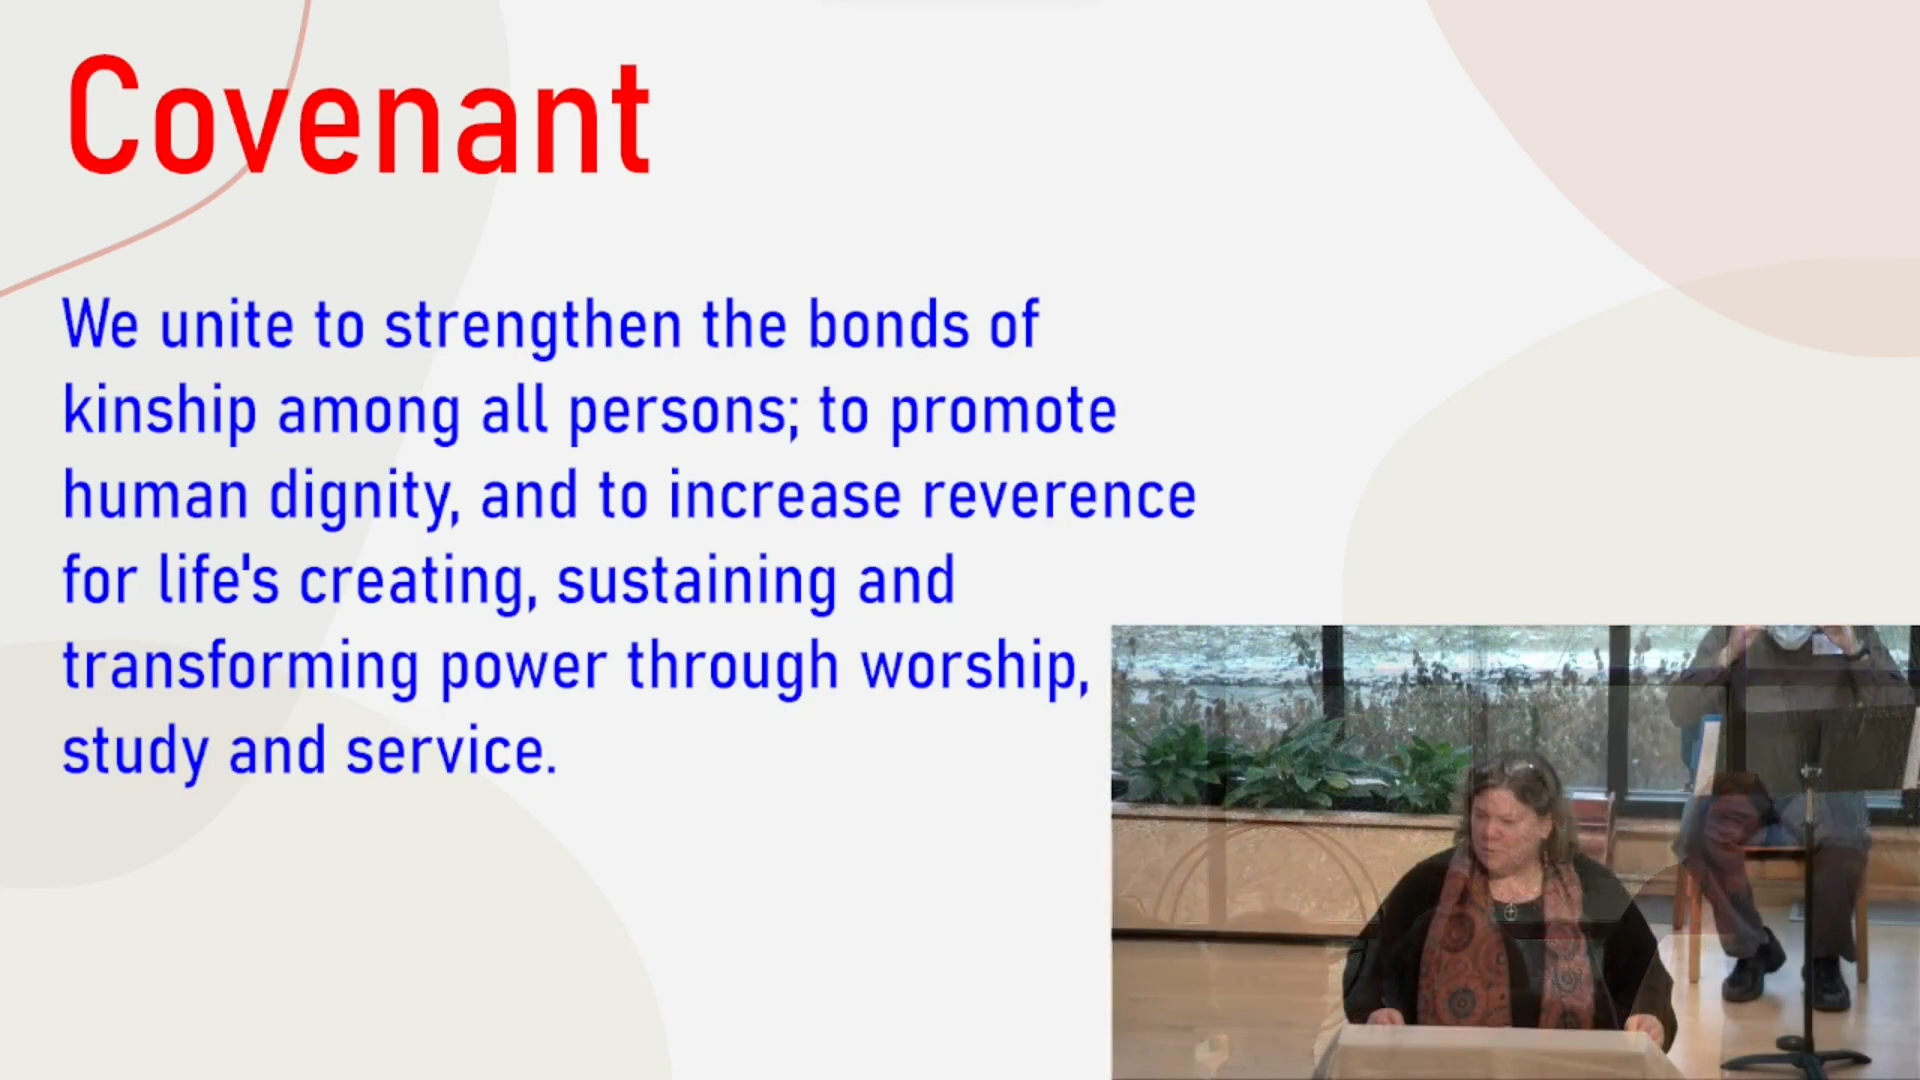 Covenant
We unite to strengthen the bonds of
kinship among all persons; to promote
human dignity, and to increase reverence
for life's creating, sustaining and
transforming power through worship,
study and service.